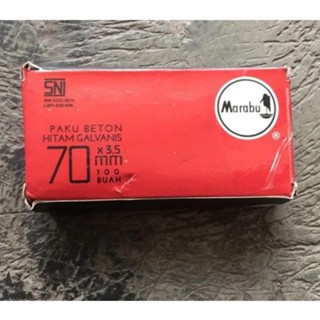 SNI
Marabu
®
PAKU BETON
HITAM GALVANIS
70 x 3.5
mm
100
BUAH